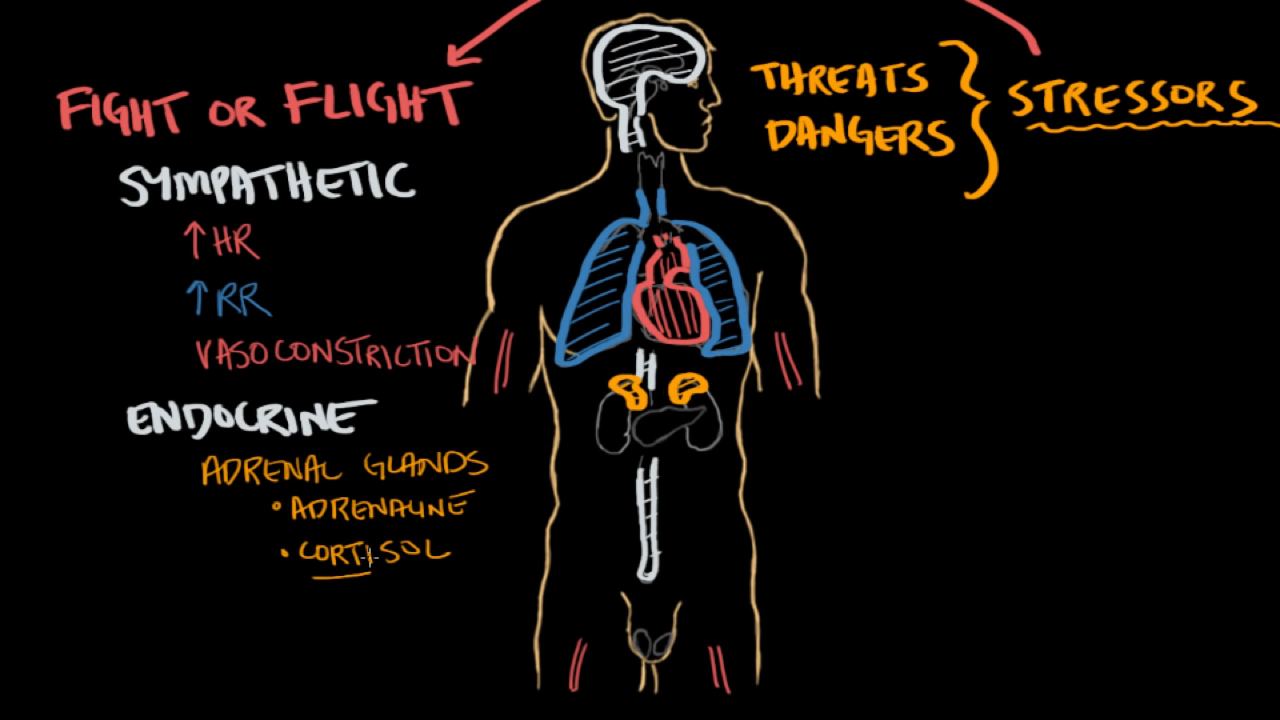 FIGHT OR FLIGHT
SYMPATHETIC
↑HR
↑RR
VASOCONSTRICTION
ENDOCRINE
ADRENAL GLANDS
• ADRENALINE
• CORTISOL
THREATS
DANGERS
STRESSORS